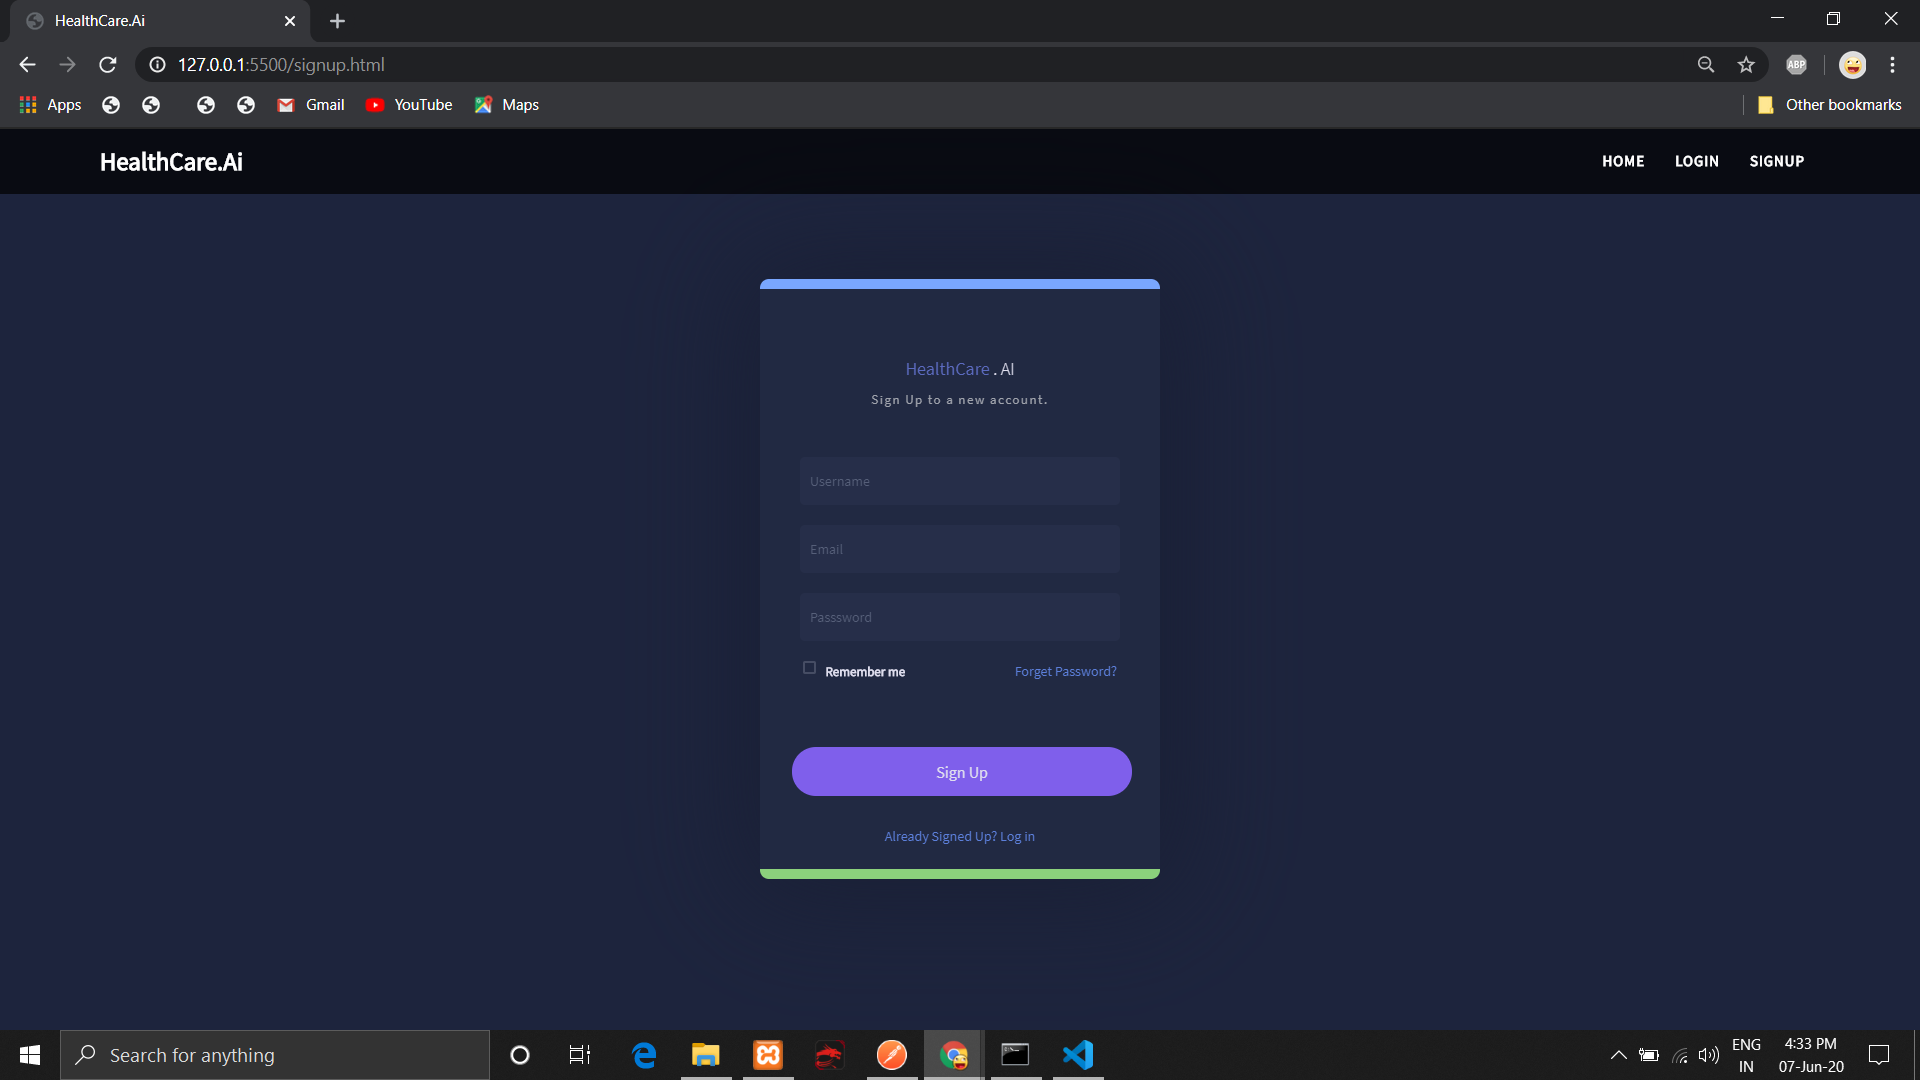 HealthCare.Ai
127.0.0.1:5500/signup.html
ABP
Apps Gmail YouTube Maps Other bookmarks
HealthCare.Ai HOME LOGIN SIGNUP
HealthCare . AI
Sign Up to a new account.
Username
Email
Passsword
Remember me Forget Password?
Sign Up
Already Signed Up? Log in
Search for anything
ENG
IN
4:33 PM
07-Jun-20